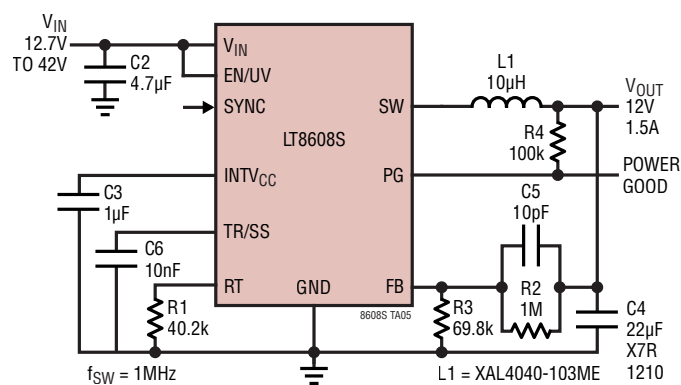 VIN
12.7V
TO 42V
C2
4.7µF
VIN
EN/UV
SYNC
INTVCC
TR/SS
RT
LT8608S
GND
SW
PG
FB
L1
10µH
VOUT
12V
1.5A
R4
100k
POWER
GOOD
C5
10pF
R2
1M
C3
1µF
C6
10nF
R1
40.2k
R3
69.8k
C4
22µF
X7R
1210
8608S TA05
fSW = 1MHz
L1 = XAL4040-103ME